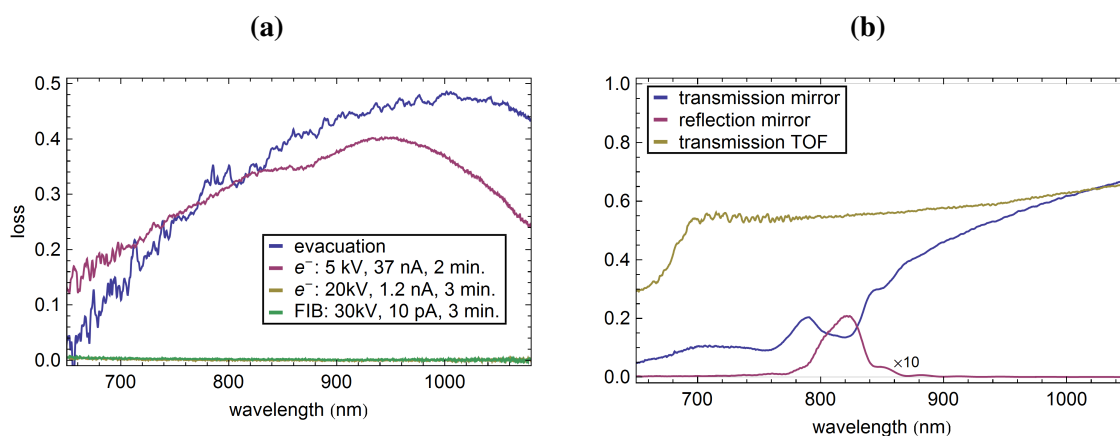 (a)
0.5
0.4
0.3
0.2
0.1
0.0
loss
evacuation
e⁻: 5 kV, 37 nA, 2 min.
e⁻: 20kV, 1.2 nA, 3 min.
FIB: 30kV, 10 pA, 3 min.
700 800 900 1000
wavelength (nm)
(b)
1.0
0.8
0.6
0.4
0.2
0.0
transmission mirror
reflection mirror
transmission TOF
×10
700 800 900 1000
wavelength (nm)